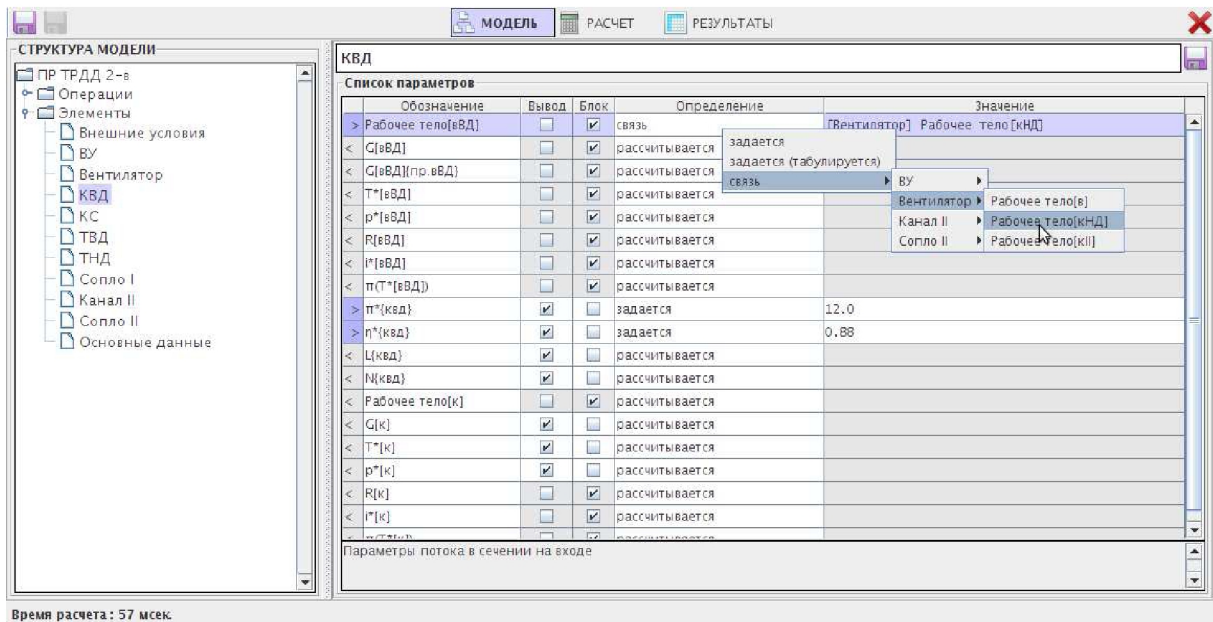 МОДЕЛЬ РАСЧЕТ РЕЗУЛЬТАТЫ
СТРУКТУРА МОДЕЛИ
ПР ТРДД 2-в
Операции
Элементы
Внешние условия
ВУ
Вентилятор
КВД
КС
ТВД
ТНД
Сопло I
Канал II
Сопло II
Основные данные
КВД
Список параметров
Обозначение Вывод Блок Определение Значение
> Рабочее тело[вВД] связь [Вентилятор] Рабочее тело[кНД]
< G[вВД] рассчитывается
< G[вВД]{пр.вВД} рассчитывается
< T*[вВД] рассчитывается
< p*[вВД] рассчитывается
< R[вВД] рассчитывается
< i*[вВД] рассчитывается
< π(T*[вВД]) рассчитывается
> π*{квд} задается 12.0
> η*{квд} задается 0.88
< L{квд} рассчитывается
< N{квд} рассчитывается
< Рабочее тело[к] рассчитывается
< G[к] рассчитывается
< T*[к] рассчитывается
< p*[к] рассчитывается
< R[к] рассчитывается
< i*[к] рассчитывается
задается
задается (табулируется)
связь
ВУ
Вентилятор
Канал II
Сопло II
Рабочее тело[в]
Рабочее тело[кНД]
Рабочее тело[кII]
Параметры потока в сечении на входе
Время расчета: 57 мсек.